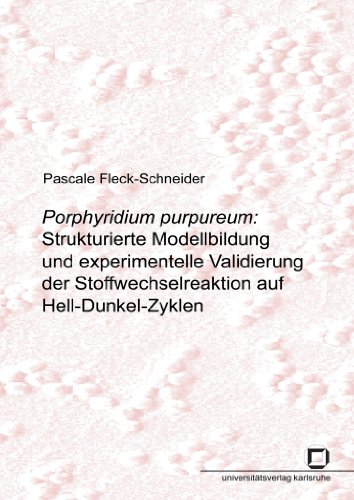 Pascale Fleck-Schneider
Porphyridium purpureum:
Strukturierte Modellbildung
und experimentelle Validierung
der Stoffwechselreaktion auf
Hell-Dunkel-Zyklen
universitätsverlag karlsruhe